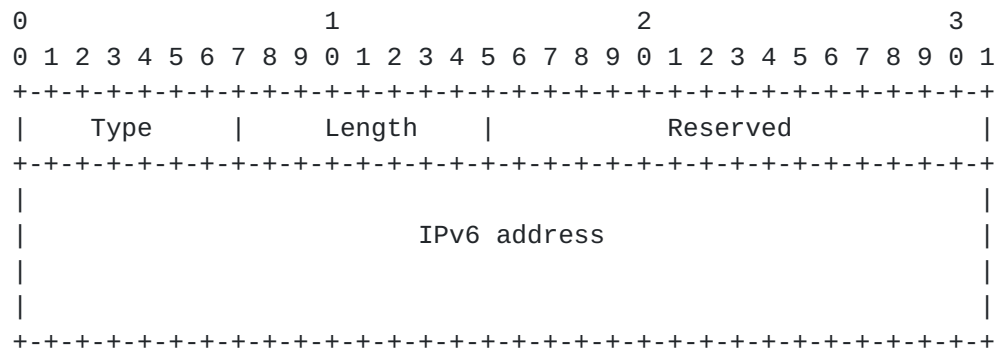 0                   1                   2                   3
0 1 2 3 4 5 6 7 8 9 0 1 2 3 4 5 6 7 8 9 0 1 2 3 4 5 6 7 8 9 0 1
+-+-+-+-+-+-+-+-+-+-+-+-+-+-+-+-+-+-+-+-+-+-+-+-+-+-+-+-+-+-+-+
|    Type     |     Length    |           Reserved            |
+-+-+-+-+-+-+-+-+-+-+-+-+-+-+-+-+-+-+-+-+-+-+-+-+-+-+-+-+-+-+-+
|                                                             |
|                         IPv6 address                        |
|                                                             |
|                                                             |
+-+-+-+-+-+-+-+-+-+-+-+-+-+-+-+-+-+-+-+-+-+-+-+-+-+-+-+-+-+-+-+